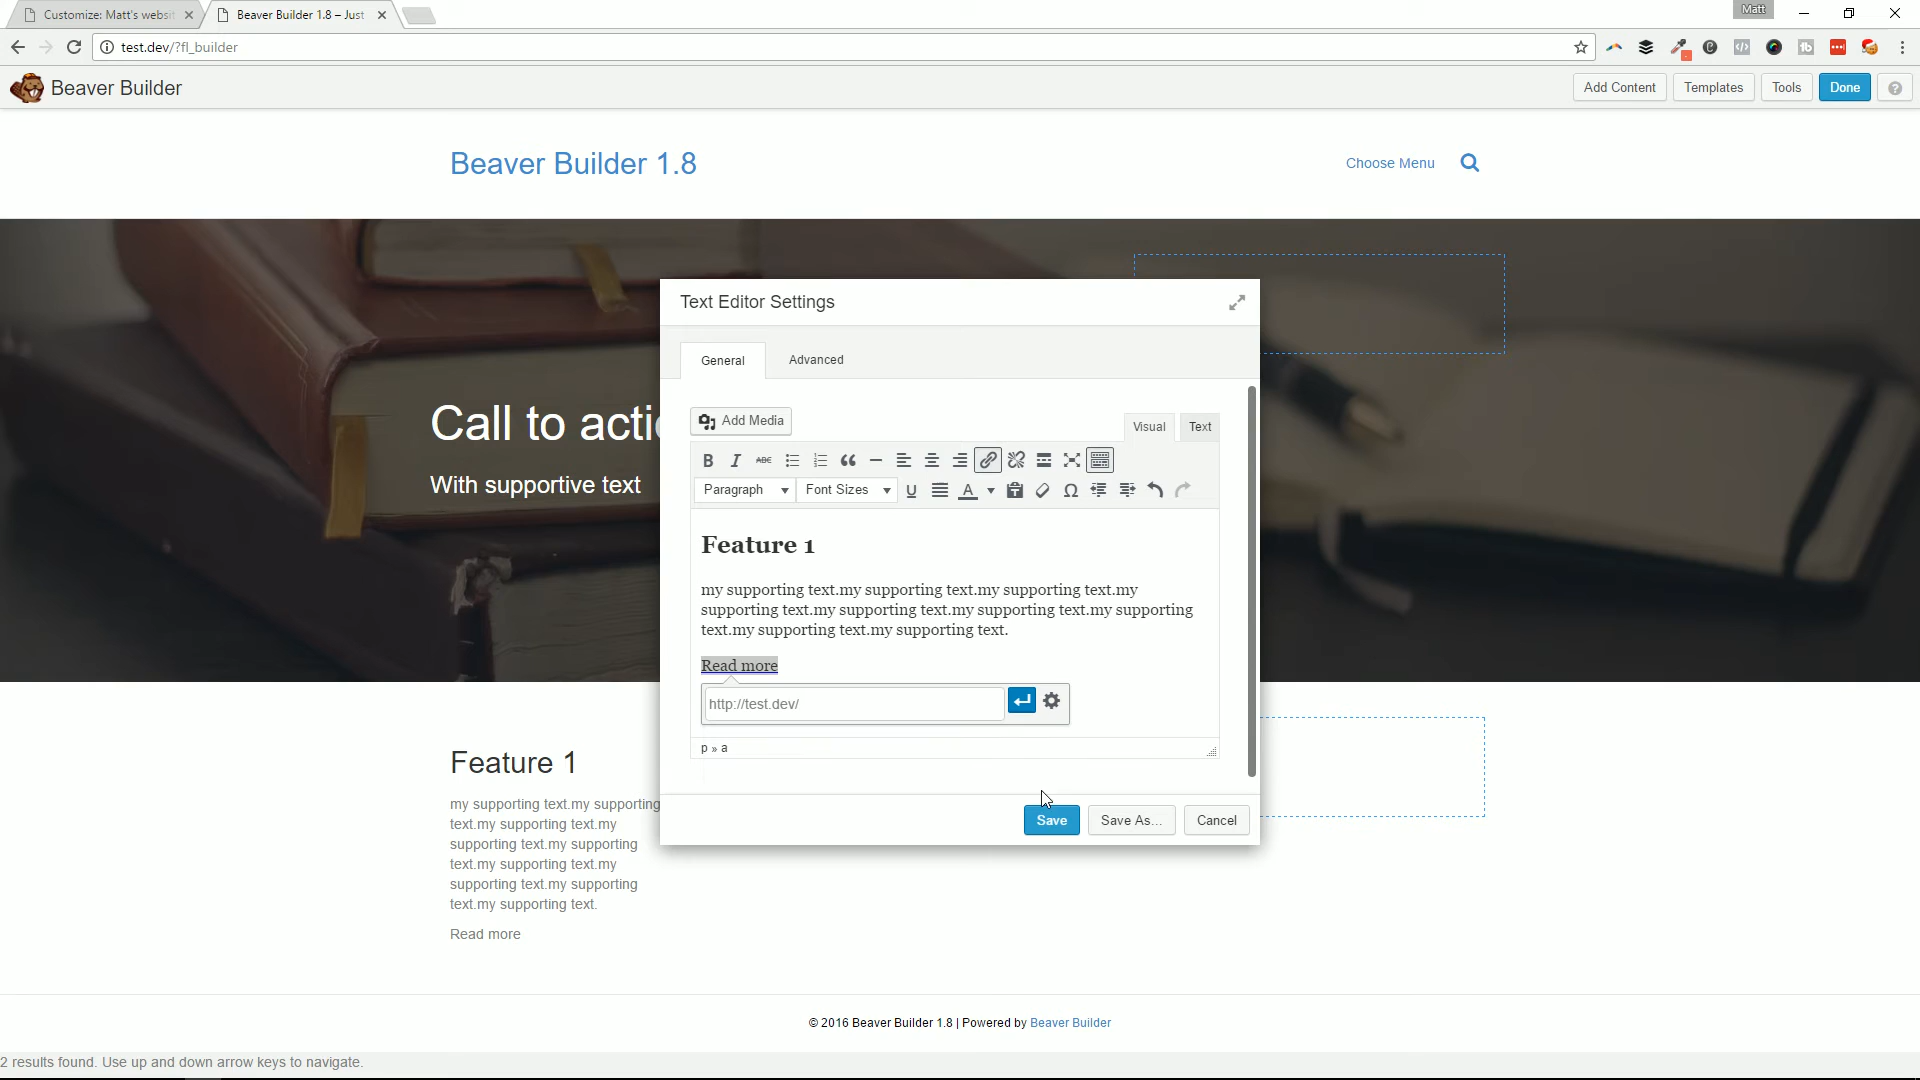 Customize: Matt's websit
Beaver Builder 1.8 – Just
Matt
test.dev/?fl_builder
Beaver Builder
Add Content
Templates
Tools
Done
?
Beaver Builder 1.8
Choose Menu
Call to actio
With supportive text
Text Editor Settings
General
Advanced
Add Media
Visual
Text
B I ABC
Paragraph
Font Sizes
U
A
Ω
Feature 1
my supporting text.my supporting text.my supporting text.my
supporting text.my supporting text.my supporting text.my supporting
text.my supporting text.my supporting text.
Read more
http://test.dev/
p » a
Save
Save As...
Cancel
Feature 1
my supporting text.my supporting
text.my supporting text.my
supporting text.my supporting
text.my supporting text.my
supporting text.my supporting
text.my supporting text.
Read more
© 2016 Beaver Builder 1.8 | Powered by Beaver Builder
2 results found. Use up and down arrow keys to navigate.